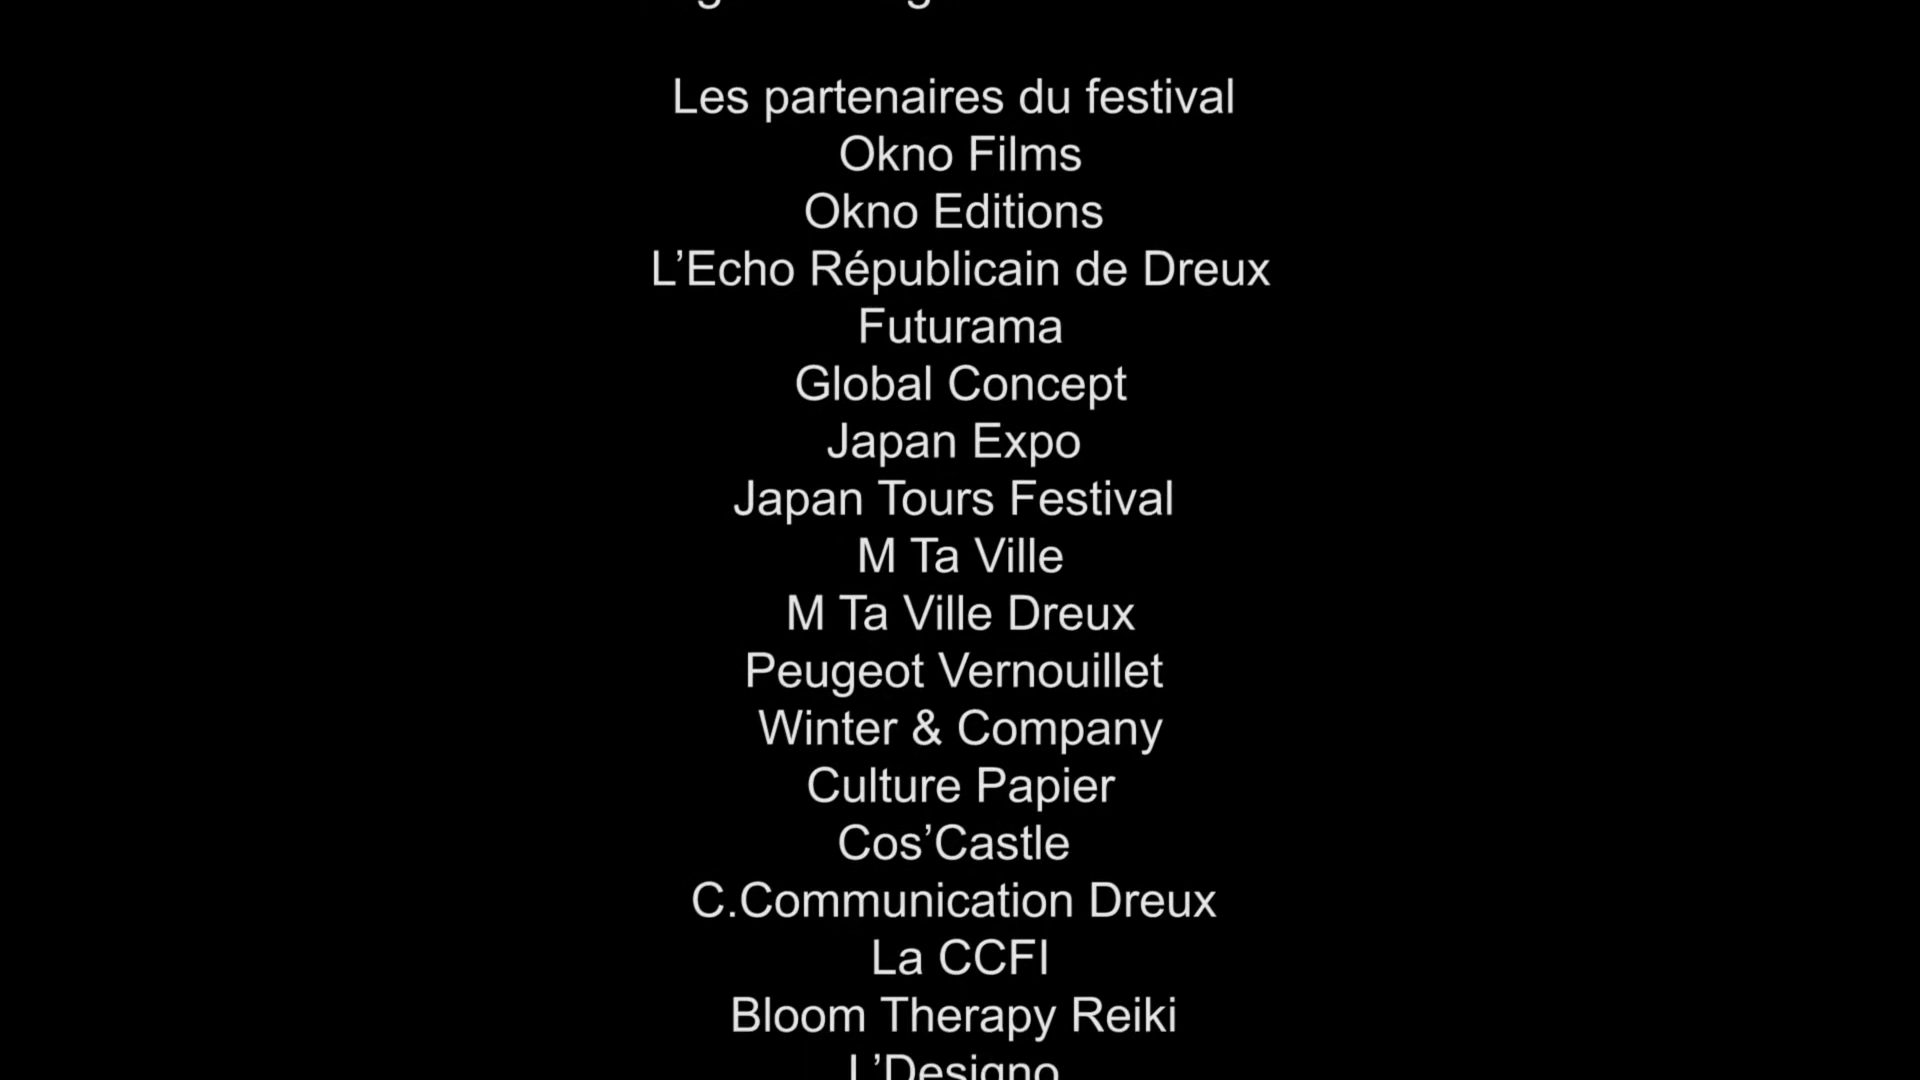 Les partenaires du festival
Okno Films
Okno Editions
L’Echo Républicain de Dreux
Futurama
Global Concept
Japan Expo
Japan Tours Festival
M Ta Ville
M Ta Ville Dreux
Peugeot Vernouillet
Winter & Company
Culture Papier
Cos’Castle
C.Communication Dreux
La CCFI
Bloom Therapy Reiki
L’Designo